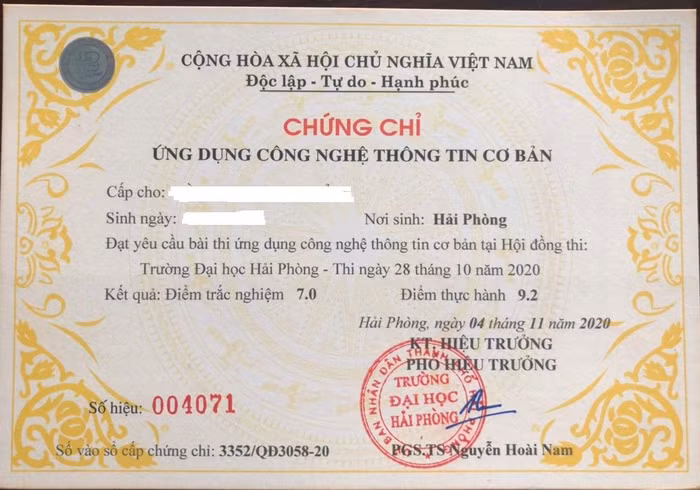 CỘNG HÒA XÃ HỘI CHỦ NGHĨA VIỆT NAM
Độc lập - Tự do - Hạnh phúc
CHỨNG CHỈ
ỨNG DỤNG CÔNG NGHỆ THÔNG TIN CƠ BẢN
Cấp cho:
Sinh ngày: Nơi sinh: Hải Phòng
Đạt yêu cầu bài thi ứng dụng công nghệ thông tin cơ bản tại Hội đồng thi:
Trường Đại học Hải Phòng - Thi ngày 28 tháng 10 năm 2020
Kết quả: Điểm trắc nghiệm 7.0 Điểm thực hành 9.2
Hải Phòng, ngày 04 tháng 11 năm 2020
KT, HIỆU TRƯỞNG
PHÓ HIỆU TRƯỞNG
BAN NHÂN DÂN THÀNH PHỐ
TRƯỜNG
ĐẠI HỌC
HẢI PHÒNG
Số hiệu: 004071
Số vào sổ cấp chứng chỉ: 3352/QĐ3058-20
PGS.TS Nguyễn Hoài Nam